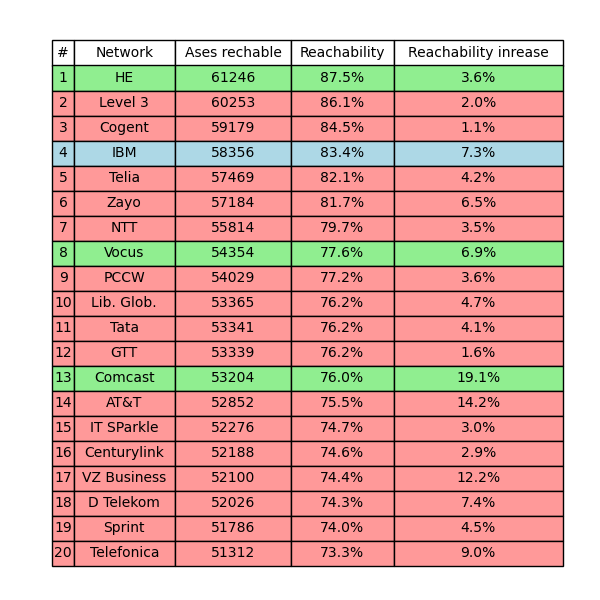 # Network Ases rechable Reachability Reachability inrease
1 HE 61246 87.5% 3.6%
2 Level 3 60253 86.1% 2.0%
3 Cogent 59179 84.5% 1.1%
4 IBM 58356 83.4% 7.3%
5 Telia 57469 82.1% 4.2%
6 Zayo 57184 81.7% 6.5%
7 NTT 55814 79.7% 3.5%
8 Vocus 54354 77.6% 6.9%
9 PCCW 54029 77.2% 3.6%
10 Lib. Glob. 53365 76.2% 4.7%
11 Tata 53341 76.2% 4.1%
12 GTT 53339 76.2% 1.6%
13 Comcast 53204 76.0% 19.1%
14 AT&T 52852 75.5% 14.2%
15 IT SParkle 52276 74.7% 3.0%
16 Centurylink 52188 74.6% 2.9%
17 VZ Business 52100 74.4% 12.2%
18 D Telekom 52026 74.3% 7.4%
19 Sprint 51786 74.0% 4.5%
20 Telefonica 51312 73.3% 9.0%